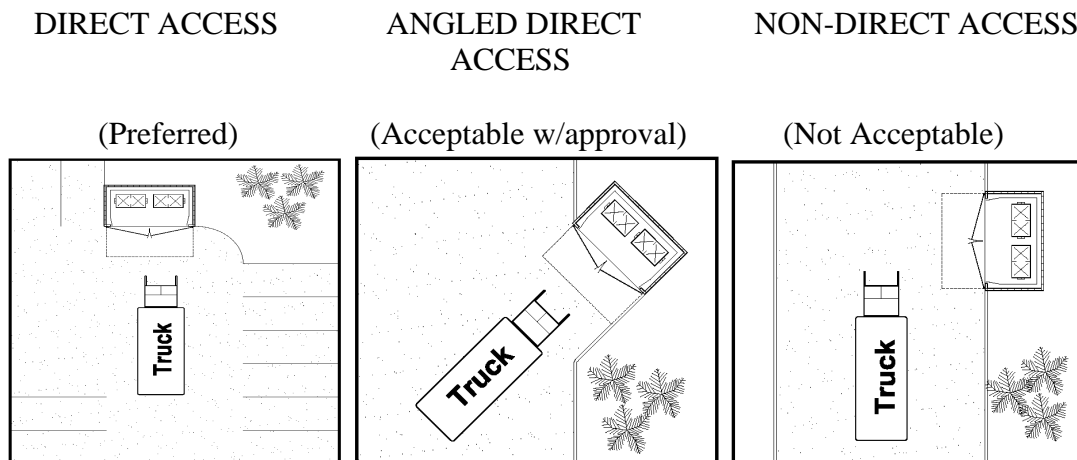 DIRECT ACCESS
(Preferred)
Truck
ANGLED DIRECT
ACCESS
(Acceptable w/approval)
Truck
NON-DIRECT ACCESS
(Not Acceptable)
Truck